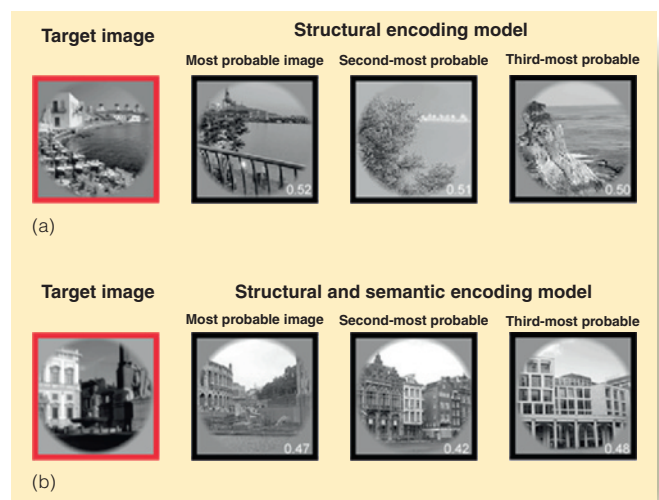 Target image
Structural encoding model
Most probable image
Second-most probable
Third-most probable
0.52
0.51
0.50
(a)
Target image
Structural and semantic encoding model
Most probable image
Second-most probable
Third-most probable
0.47
0.42
0.48
(b)